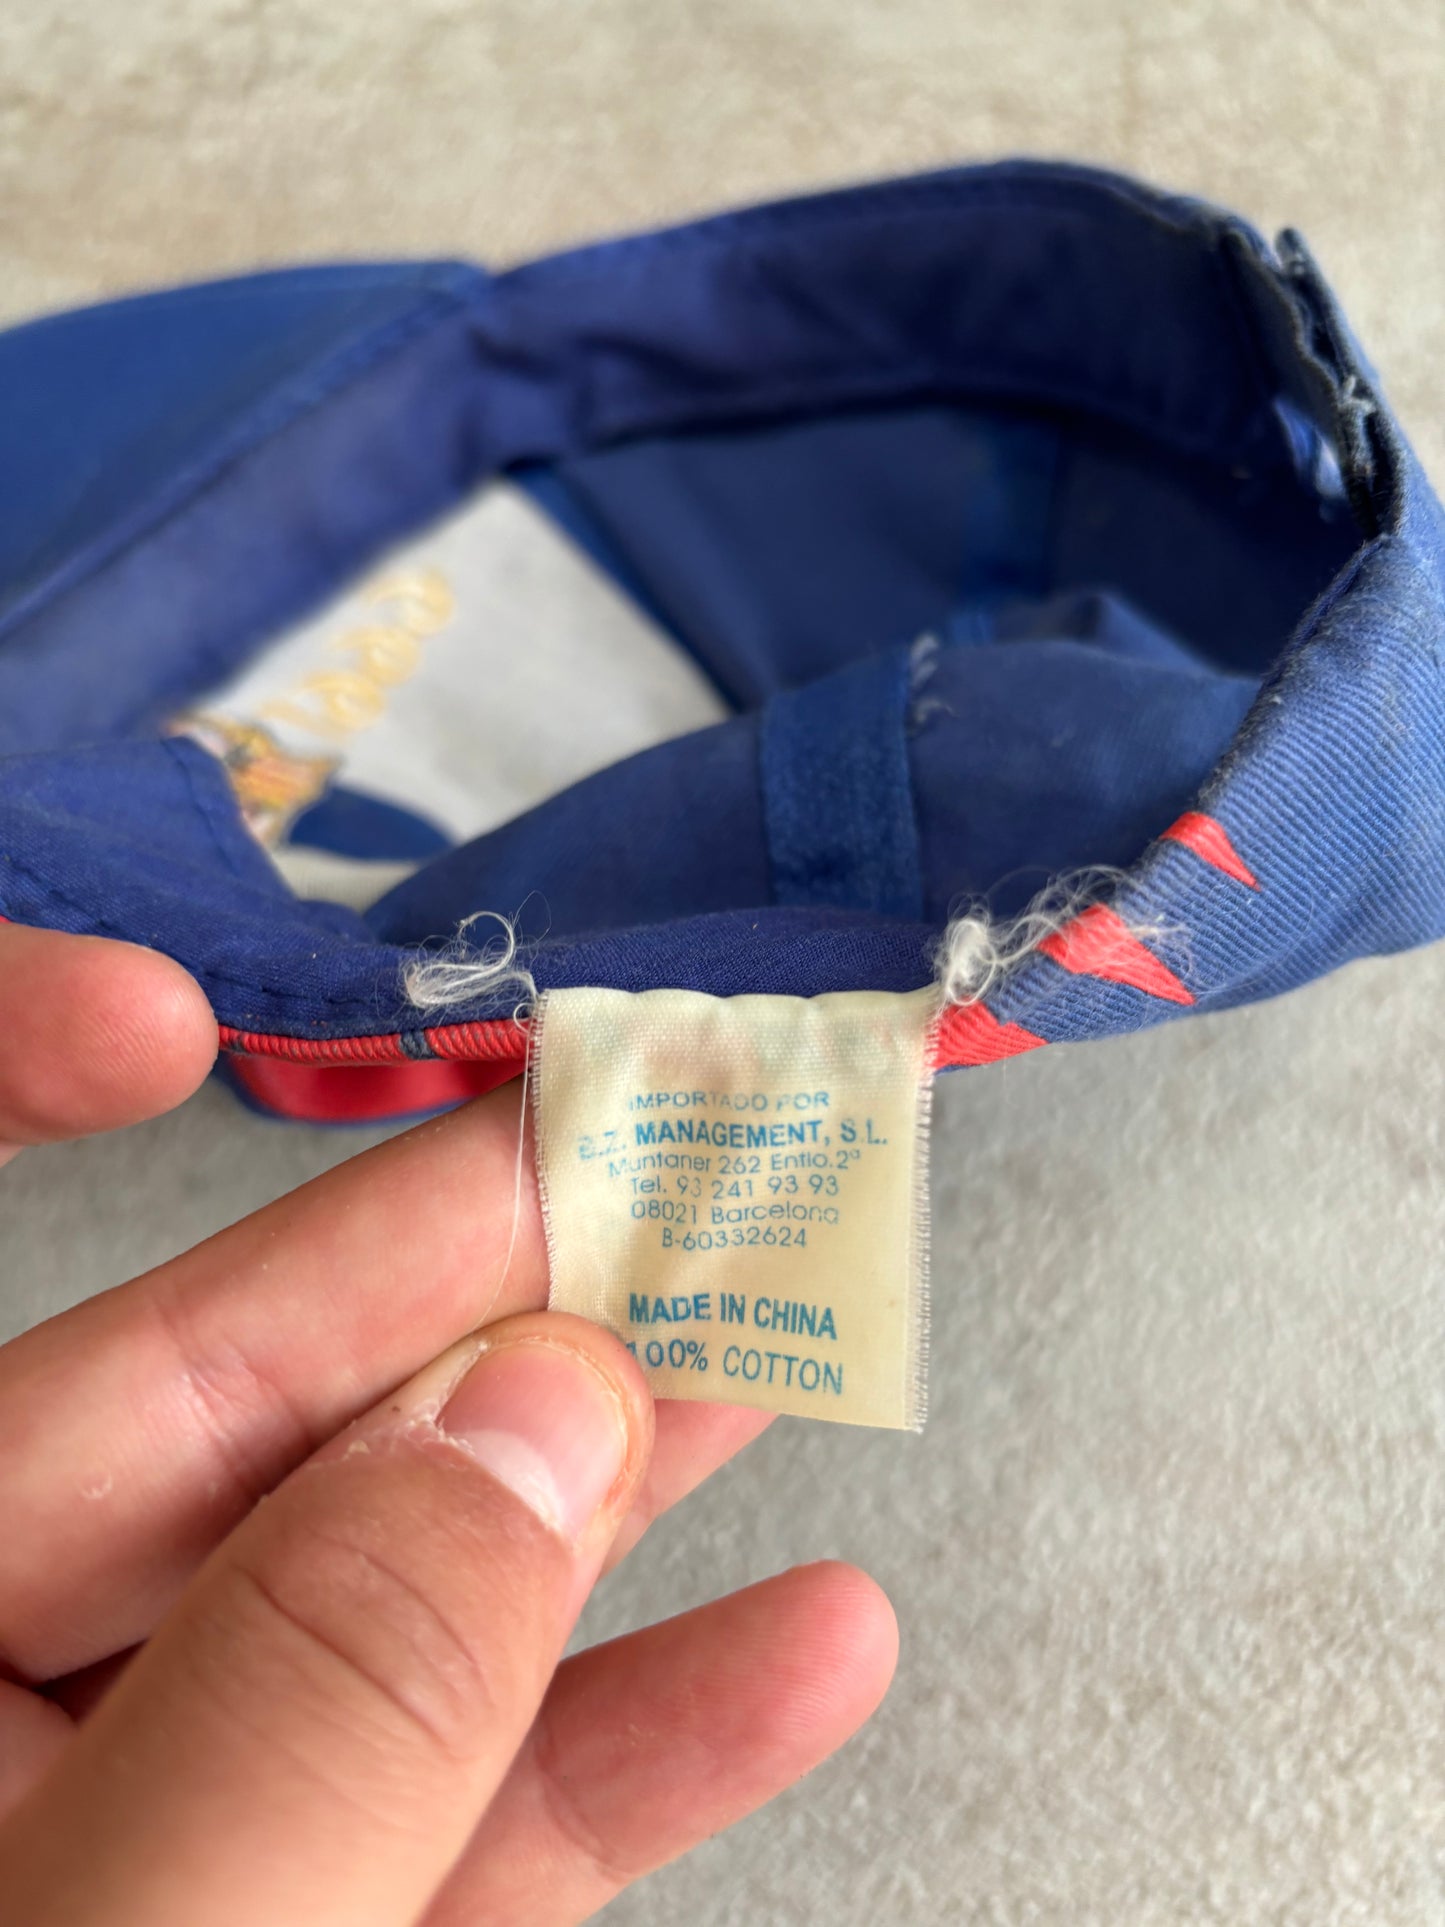 IMPORTADO POR
B.Z. MANAGEMENT, S.L.
Muntaner 262 Entlo.2ª
Tel. 93 241 93 93
08021 Barcelona
B-60332624
MADE IN CHINA
100% COTTON